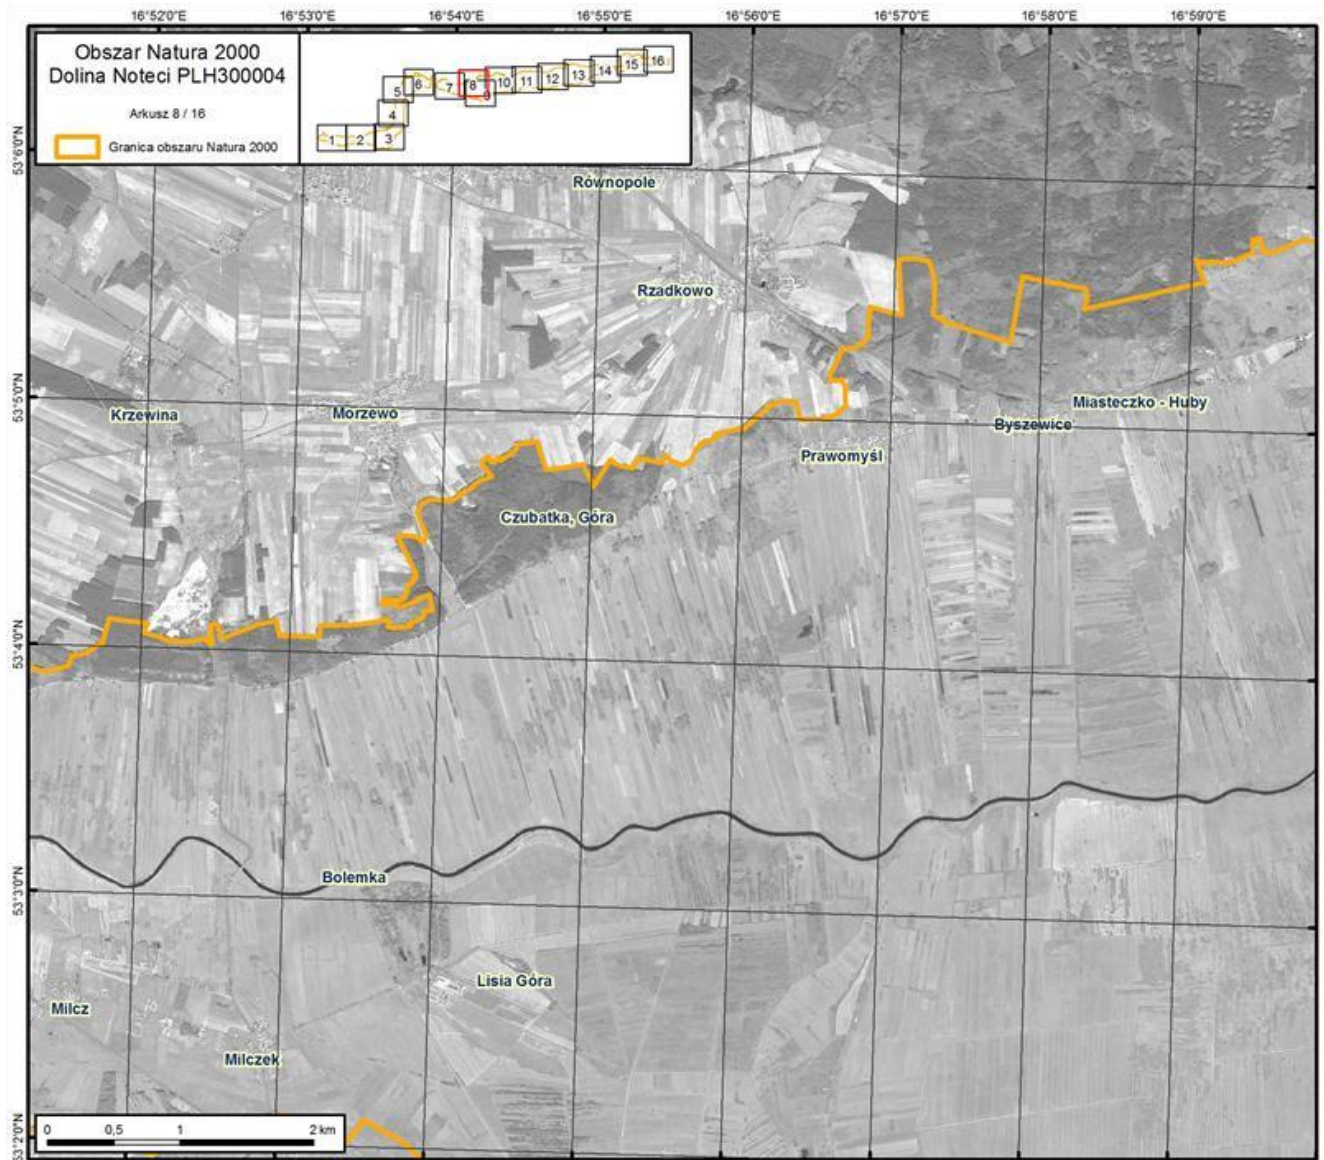 16°52'0"E 16°53'0"E 16°54'0"E 16°55'0"E 16°56'0"E 16°57'0"E 16°58'0"E 16°59'0"E
Obszar Natura 2000
Dolina Noteci PLH300004
Arkusz 8 / 16
Granica obszaru Natura 2000
1 2 3 4 5 6 7 8 9 10 11 12 13 14 15 16
53°6'0"N
Równopole
Rzadkowo
53°5'0"N
Krzewina
Morzewo
Miasteczko - Huby
Byszewice
Prawomyśl
Czubatka, Góra
53°4'0"N
53°3'0"N
Bolemka
Lisia Góra
Milcz
Milczek
53°2'0"N
0 0,5 1 2 km